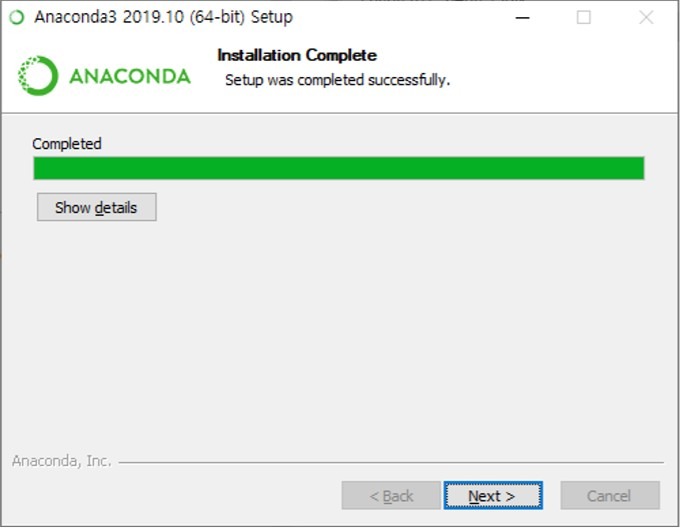 Anaconda3 2019.10 (64-bit) Setup
Installation Complete
ANACONDA
Setup was completed successfully.
Completed
Show details
Anaconda, Inc.
< Back
Next >
Cancel